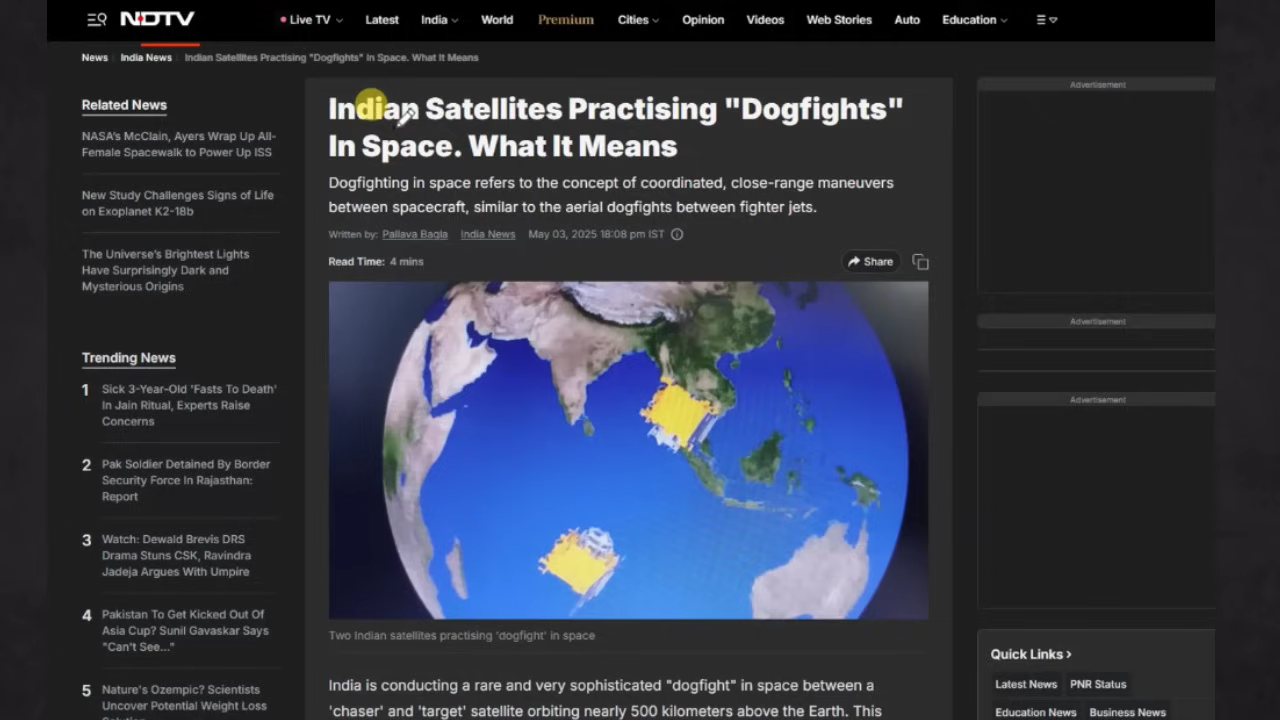 NDTV
Live TV
Latest
India
World
Premium
Cities
Opinion
Videos
Web Stories
Auto
Education
News India News Indian Satellites Practising "Dogfights" In Space. What It Means
Related News
NASA's McClain, Ayers Wrap Up All-
Female Spacewalk to Power Up ISS
New Study Challenges Signs of Life
on Exoplanet K2-18b
The Universe's Brightest Lights
Have Surprisingly Dark and
Mysterious Origins
Trending News
1 Sick 3-Year-Old 'Fasts To Death'
In Jain Ritual, Experts Raise
Concerns
2 Pak Soldier Detained By Border
Security Force In Rajasthan:
Report
3 Watch: Dewald Brevis DRS
Drama Stuns CSK, Ravindra
Jadeja Argues With Umpire
4 Pakistan To Get Kicked Out Of
Asia Cup? Sunil Gavaskar Says
"Can't See..."
5 Nature's Ozempic? Scientists
Uncover Potential Weight Loss
Indian Satellites Practising "Dogfights"
In Space. What It Means
Dogfighting in space refers to the concept of coordinated, close-range maneuvers
between spacecraft, similar to the aerial dogfights between fighter jets.
Written by: Pallava Bagla India News May 03, 2025 18:08 pm IST
Read Time: 4 mins
Share
Two Indian satellites practising 'dogfight' in space
India is conducting a rare and very sophisticated "dogfight" in space between a
'chaser' and 'target' satellite orbiting nearly 500 kilometers above the Earth. This
Advertisement
Advertisement
Advertisement
Quick Links
Latest News PNR Status
Education News Business News